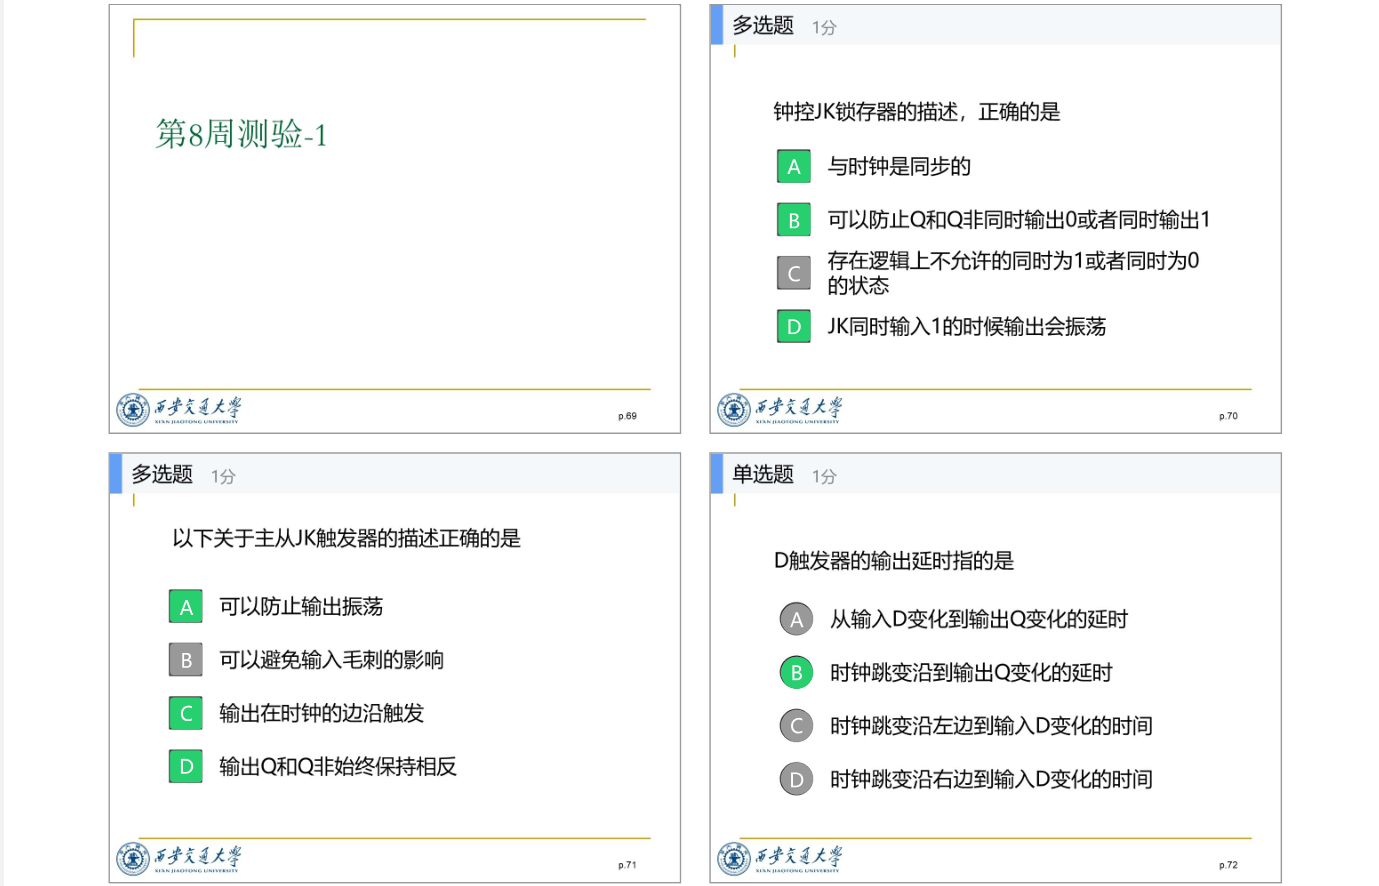 第8周测验-1
西安交通大学
XI'AN JIAOTONG UNIVERSITY
p.69
多选题 1分
钟控JK锁存器的描述，正确的是
A 与时钟是同步的
B 可以防止Q和Q非同时输出0或者同时输出1
C 存在逻辑上不允许的同时为1或者同时为0
的状态
D JK同时输入1的时候输出会振荡
西安交通大学
XI'AN JIAOTONG UNIVERSITY
p.70
多选题 1分
以下关于主从JK触发器的描述正确的是
A 可以防止输出振荡
B 可以避免输入毛刺的影响
C 输出在时钟的边沿触发
D 输出Q和Q非始终保持相反
西安交通大学
XI'AN JIAOTONG UNIVERSITY
p.71
单选题 1分
D触发器的输出延时指的是
A 从输入D变化到输出Q变化的延时
B 时钟跳变沿到输出Q变化的延时
C 时钟跳变沿左边到输入D变化的时间
D 时钟跳变沿右边到输入D变化的时间
西安交通大学
XI'AN JIAOTONG UNIVERSITY
p.72